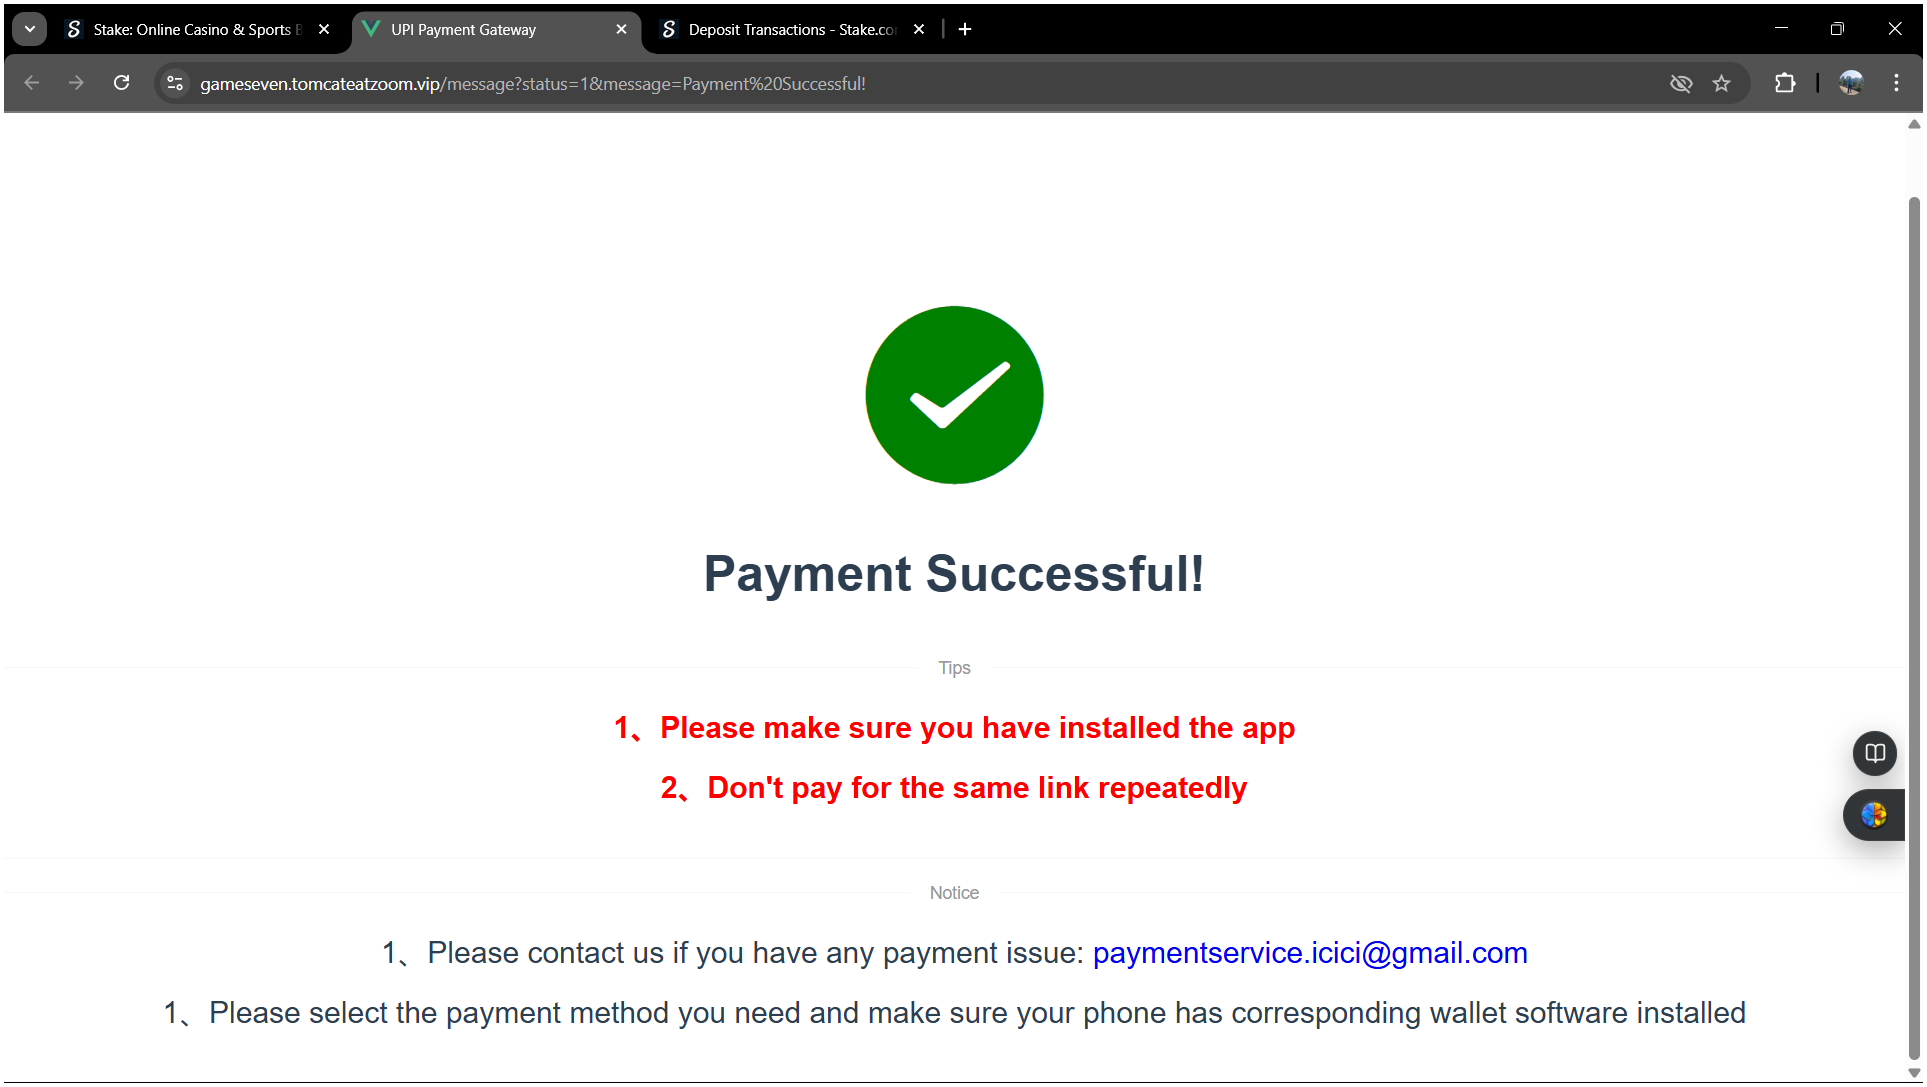 Stake: Online Casino & Sports B
UPI Payment Gateway
Deposit Transactions - Stake.co
gameseven.tomcateatzoom.vip/message?status=1&message=Payment%20Successful!
Payment Successful!
Tips
1、Please make sure you have installed the app
2、Don't pay for the same link repeatedly
Notice
1、Please contact us if you have any payment issue: paymentservice.icici@gmail.com
1、Please select the payment method you need and make sure your phone has corresponding wallet software installed